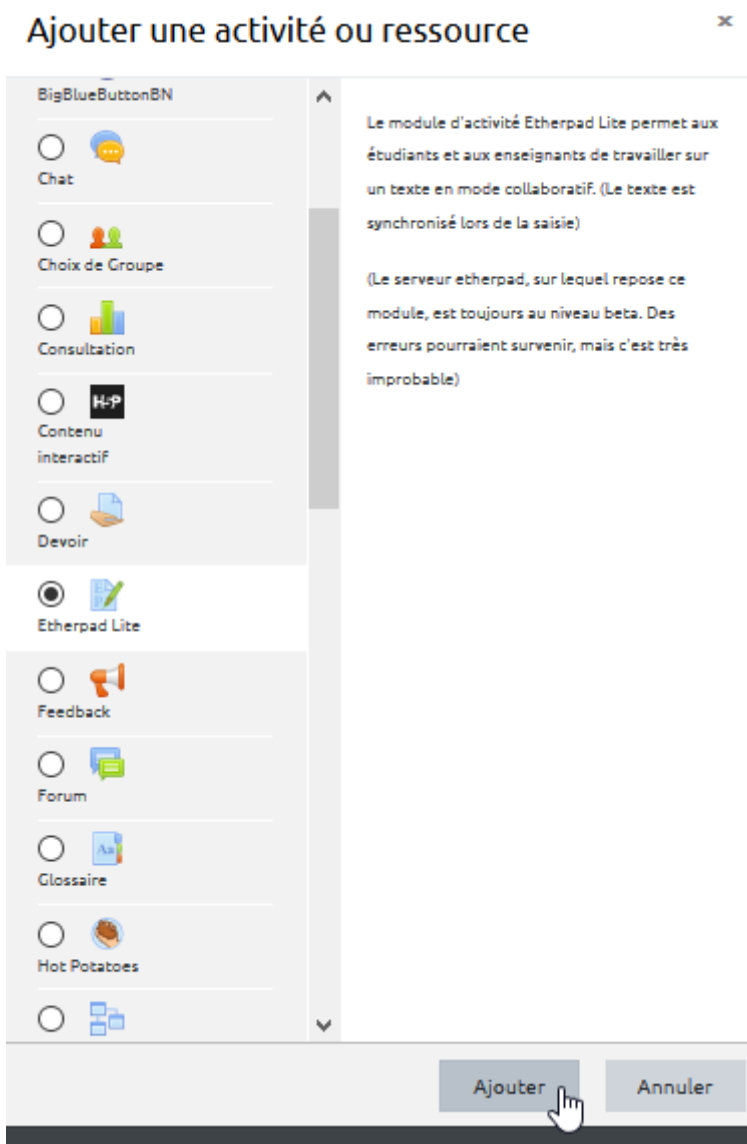 Ajouter une activité ou ressource
×
BigBlueButtonBN
Chat
Choix de Groupe
Consultation
H-P
Contenu
interactif
Devoir
Etherpad Lite
Feedback
Forum
Aa
Glossaire
Hot Potatoes
Le module d'activité Etherpad Lite permet aux
étudiants et aux enseignants de travailler sur
un texte en mode collaboratif. (Le texte est
synchronisé lors de la saisie)
(Le serveur etherpad, sur lequel repose ce
module, est toujours au niveau beta. Des
erreurs pourraient survenir, mais c'est très
improbable)
Ajouter
Annuler